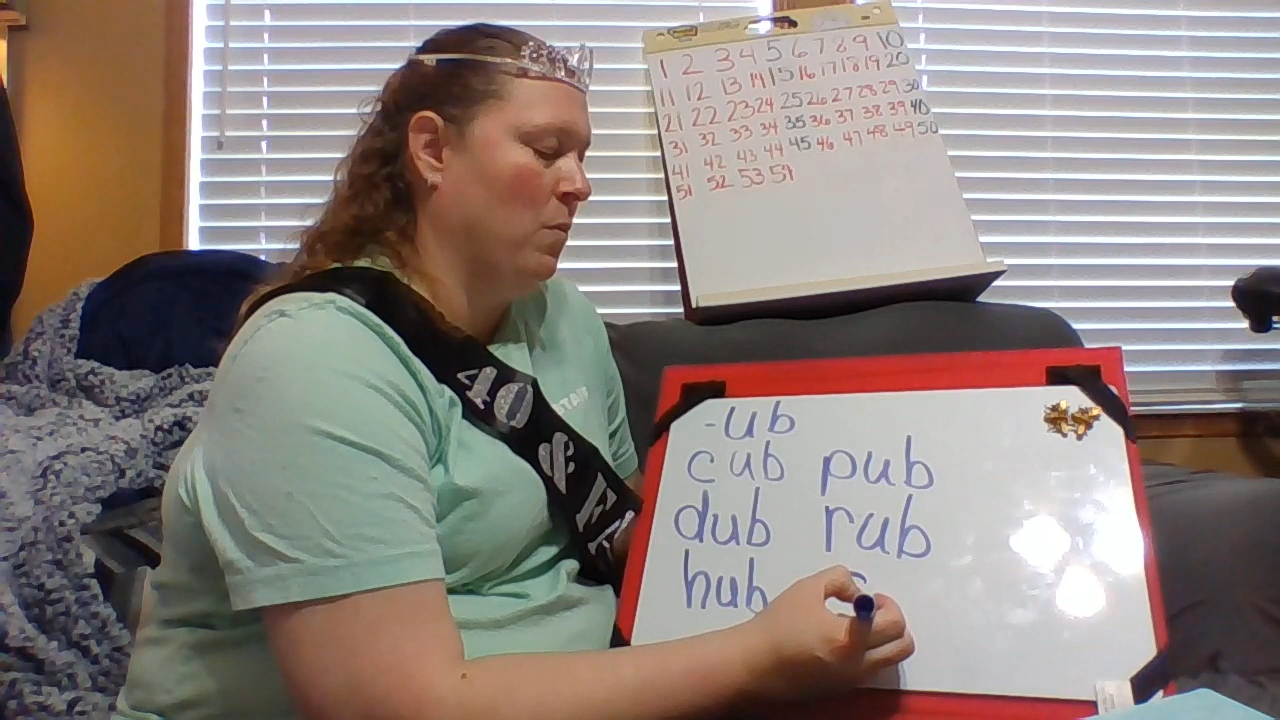 1 2 3 4 5 6 7 8 9 10
11 12 13 14 15 16 17 18 19 20
21 22 23 24 25 26 27 28 29 30
31 32 33 34 35 36 37 38 39 40
41 42 43 44 45 46 47 48 49 50
51 52 53 54
40 & F
STAFF
-ub
cub pub
dub rub
hub s